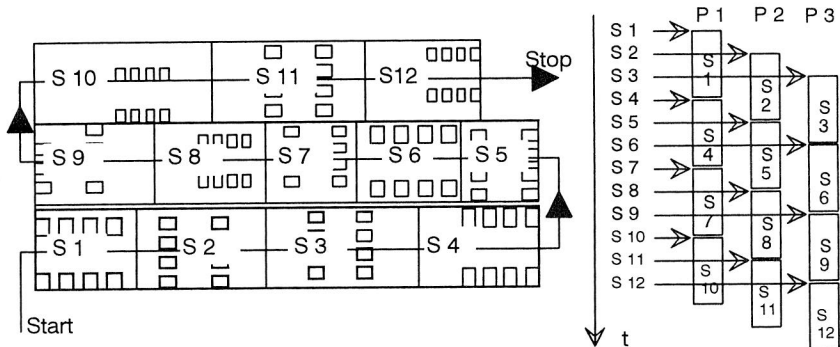 S 10 S 11 S12 Stop
S 9 S 8 S 7 S 6 S 5
S 1 S 2 S 3 S 4
Start
P 1 P 2 P 3
S 1
S 2
S 3
S 4
S 5
S 6
S 7
S 8
S 9
S 10
S 11
S 12
S
1
S
4
S
7
S
10
S
2
S
5
S
8
S
11
S
3
S
6
S
9
S
12
t